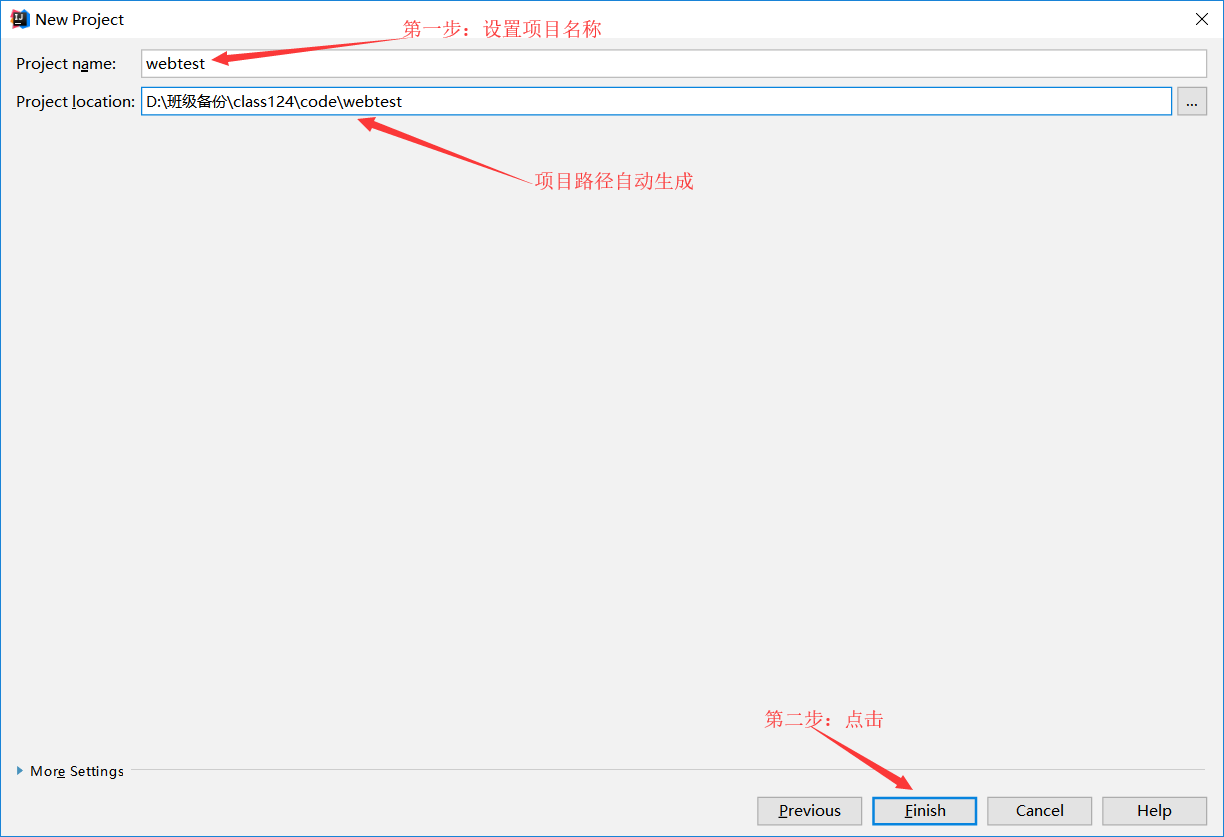 New Project
第一步：设置项目名称
Project name: webtest
Project location: D:\班级备份\class124\code\webtest ...
项目路径自动生成
第二步：点击
More Settings
Previous Finish Cancel Help